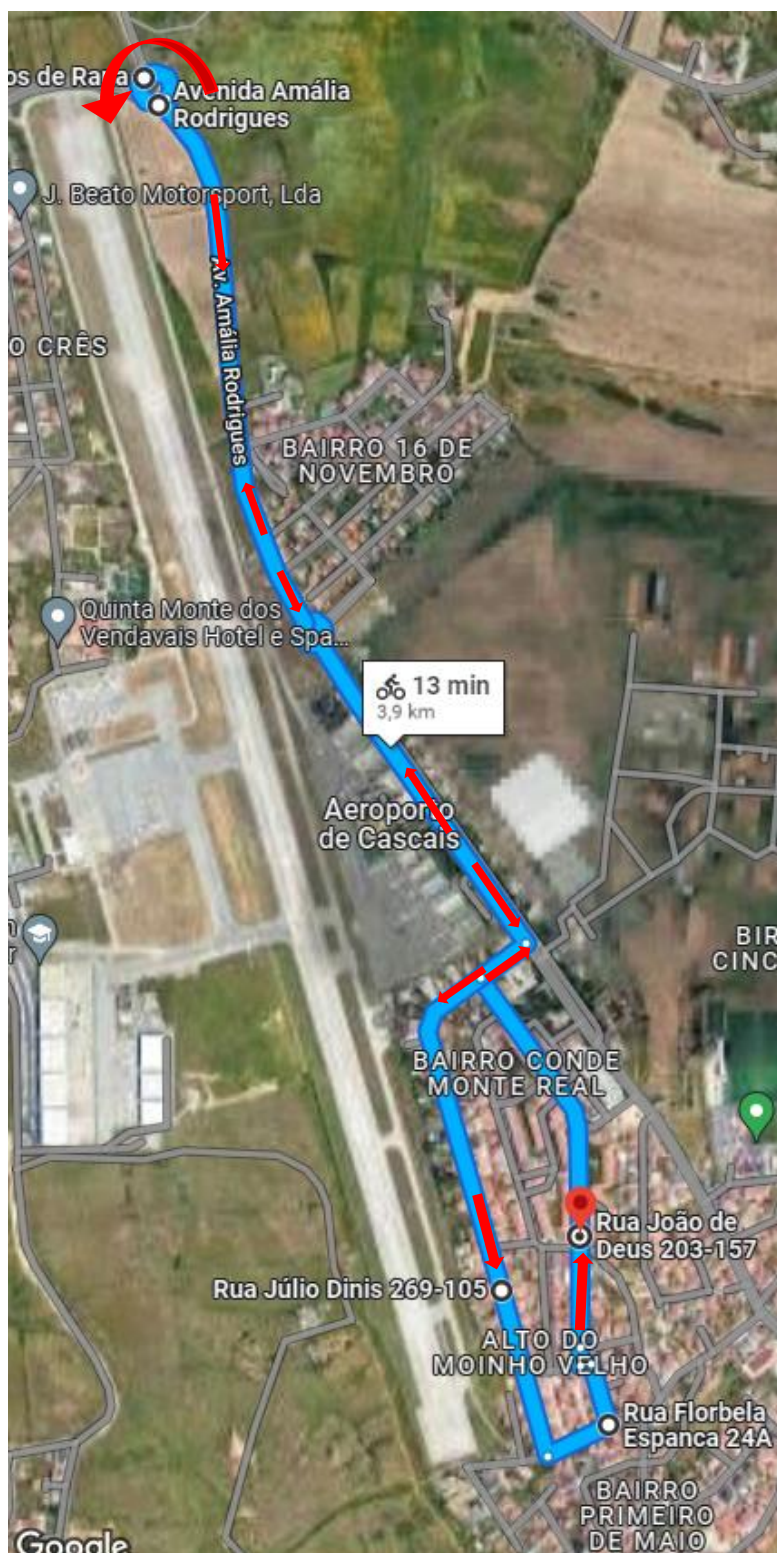 os de Rana
Avenida Amália
Rodrigues
J. Beato Motorsport, Lda
Av. Amália Rodrigues
O CRÊS
BAIRRO 16 DE
NOVEMBRO
Quinta Monte dos
Vendavais Hotel e Spa...
13 min
3,9 km
Aeroporto
de Cascais
BIR
CINC
BAIRRO CONDE
MONTE REAL
Rua João de
Deus 203-157
Rua Júlio Dinis 269-105
ALTO DO
MOINHO VELHO
Rua Florbela
Espanca 24A
BAIRRO
PRIMEIRO
DE MAIO
Google